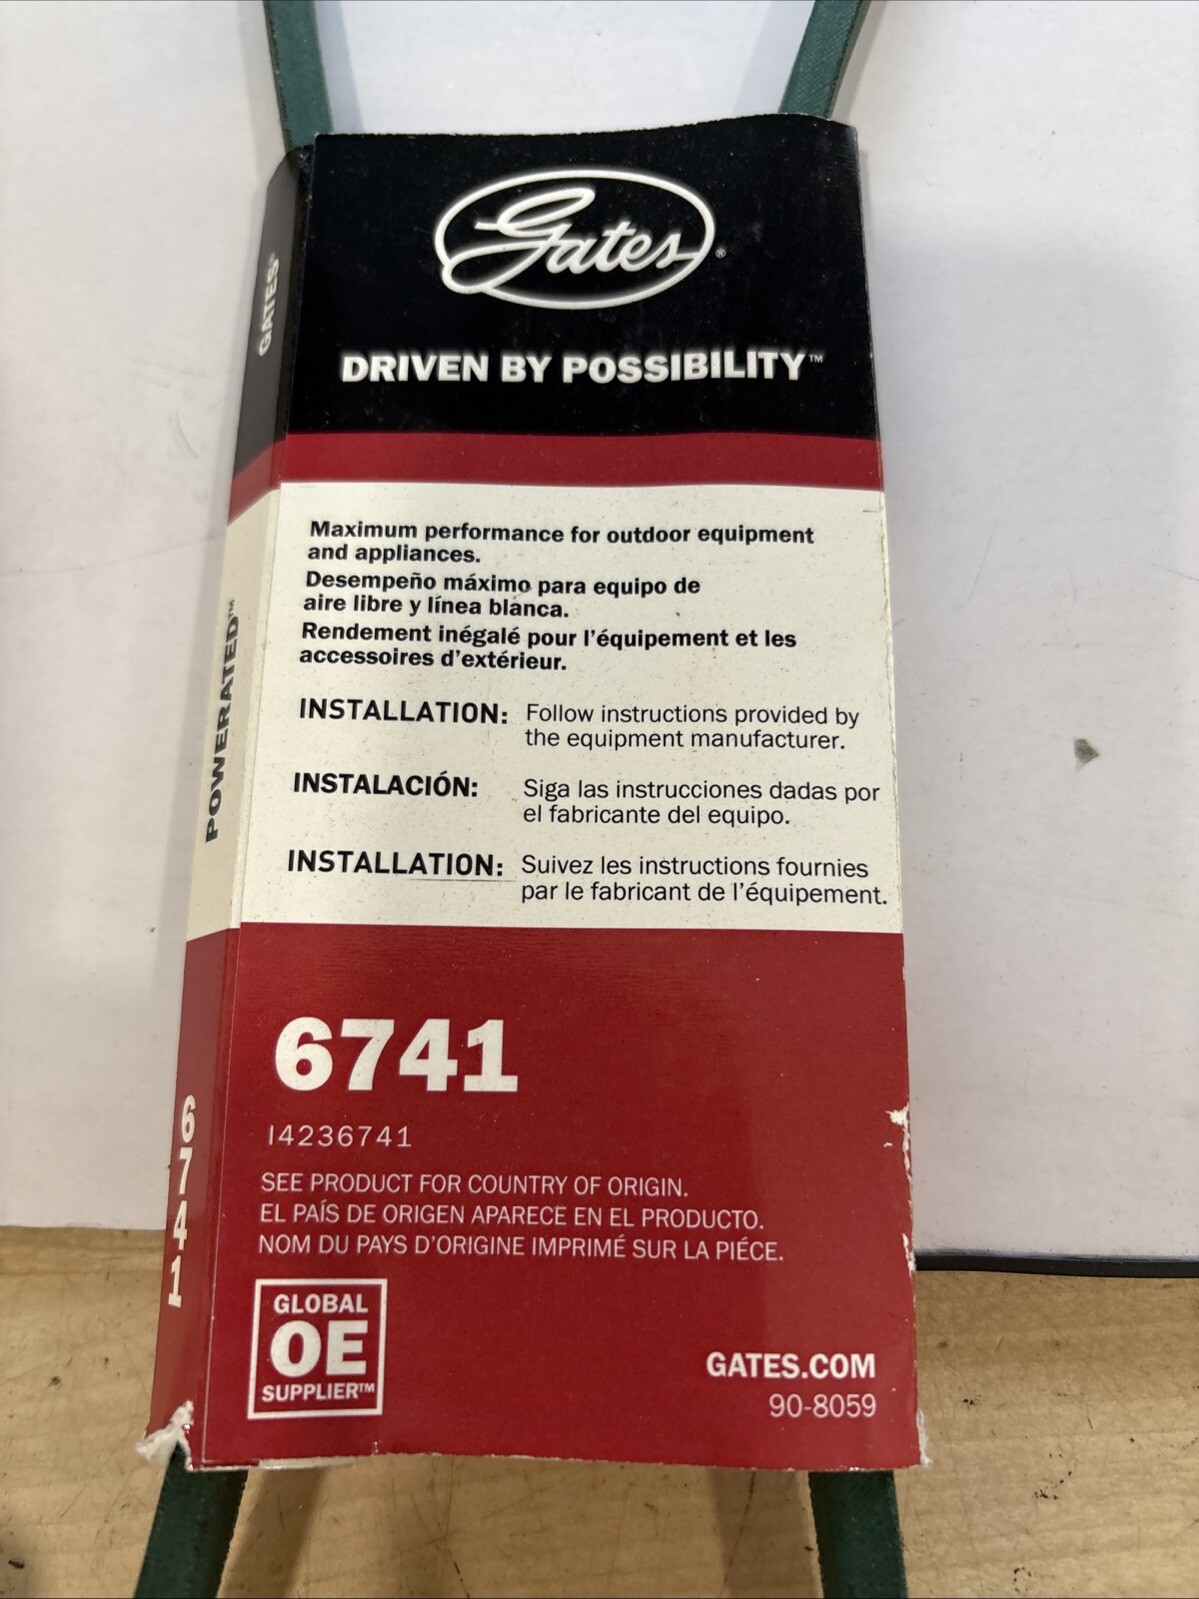 Gates®
DRIVEN BY POSSIBILITY™
Maximum performance for outdoor equipment
and appliances.
Desempeño máximo para equipo de
aire libre y línea blanca.
Rendement inégalé pour l'équipement et les
accessoires d'extérieur.
INSTALLATION: Follow instructions provided by
the equipment manufacturer.
INSTALACIÓN: Siga las instrucciones dadas por
el fabricante del equipo.
INSTALLATION: Suivez les instructions fournies
par le fabricant de l'équipement.
6741
I4236741
SEE PRODUCT FOR COUNTRY OF ORIGIN.
EL PAÍS DE ORIGEN APARECE EN EL PRODUCTO.
NOM DU PAYS D'ORIGINE IMPRIMÉ SUR LA PIÉCE.
GLOBAL
OE
SUPPLIER™
GATES.COM
90-8059
GATES®
POWERATED™
6741